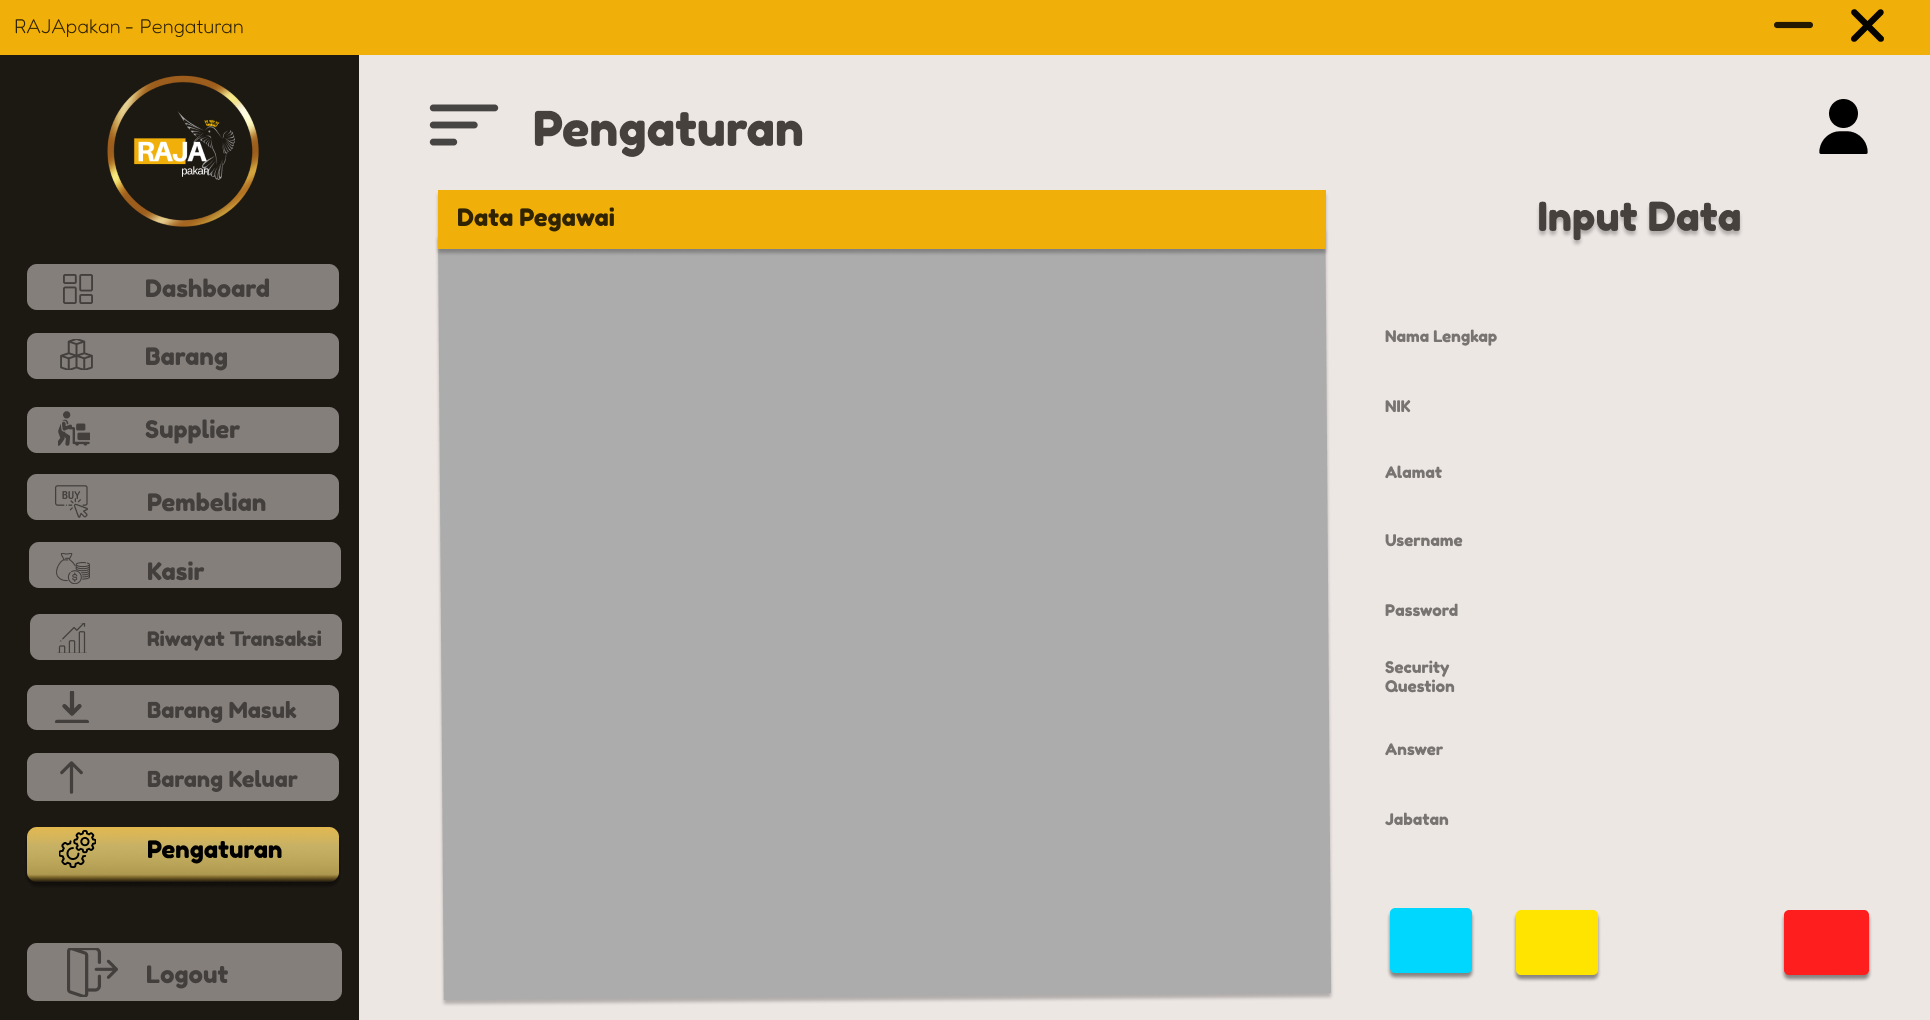 RAJApakan - Pengaturan
RAJA
pakan
Dashboard
Barang
Supplier
BUY
Pembelian
Kasir
Riwayat Transaksi
Barang Masuk
Barang Keluar
Pengaturan
Logout
Pengaturan
Data Pegawai
Input Data
Nama Lengkap
NIK
Alamat
Username
Password
Security
Question
Answer
Jabatan